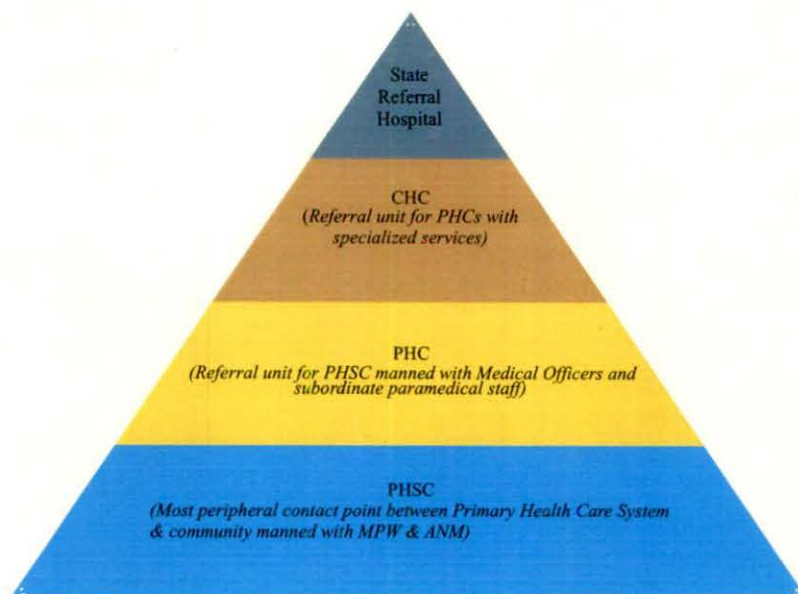 State
Referral
Hospital
CHC
(Referral unit for PHCs with
specialized services)
PHC
(Referral unit for PHSC manned with Medical Officers and
subordinate paramedical staff)
PHSC
(Most peripheral contact point between Primary Health Care System
& community manned with MPW & ANM)